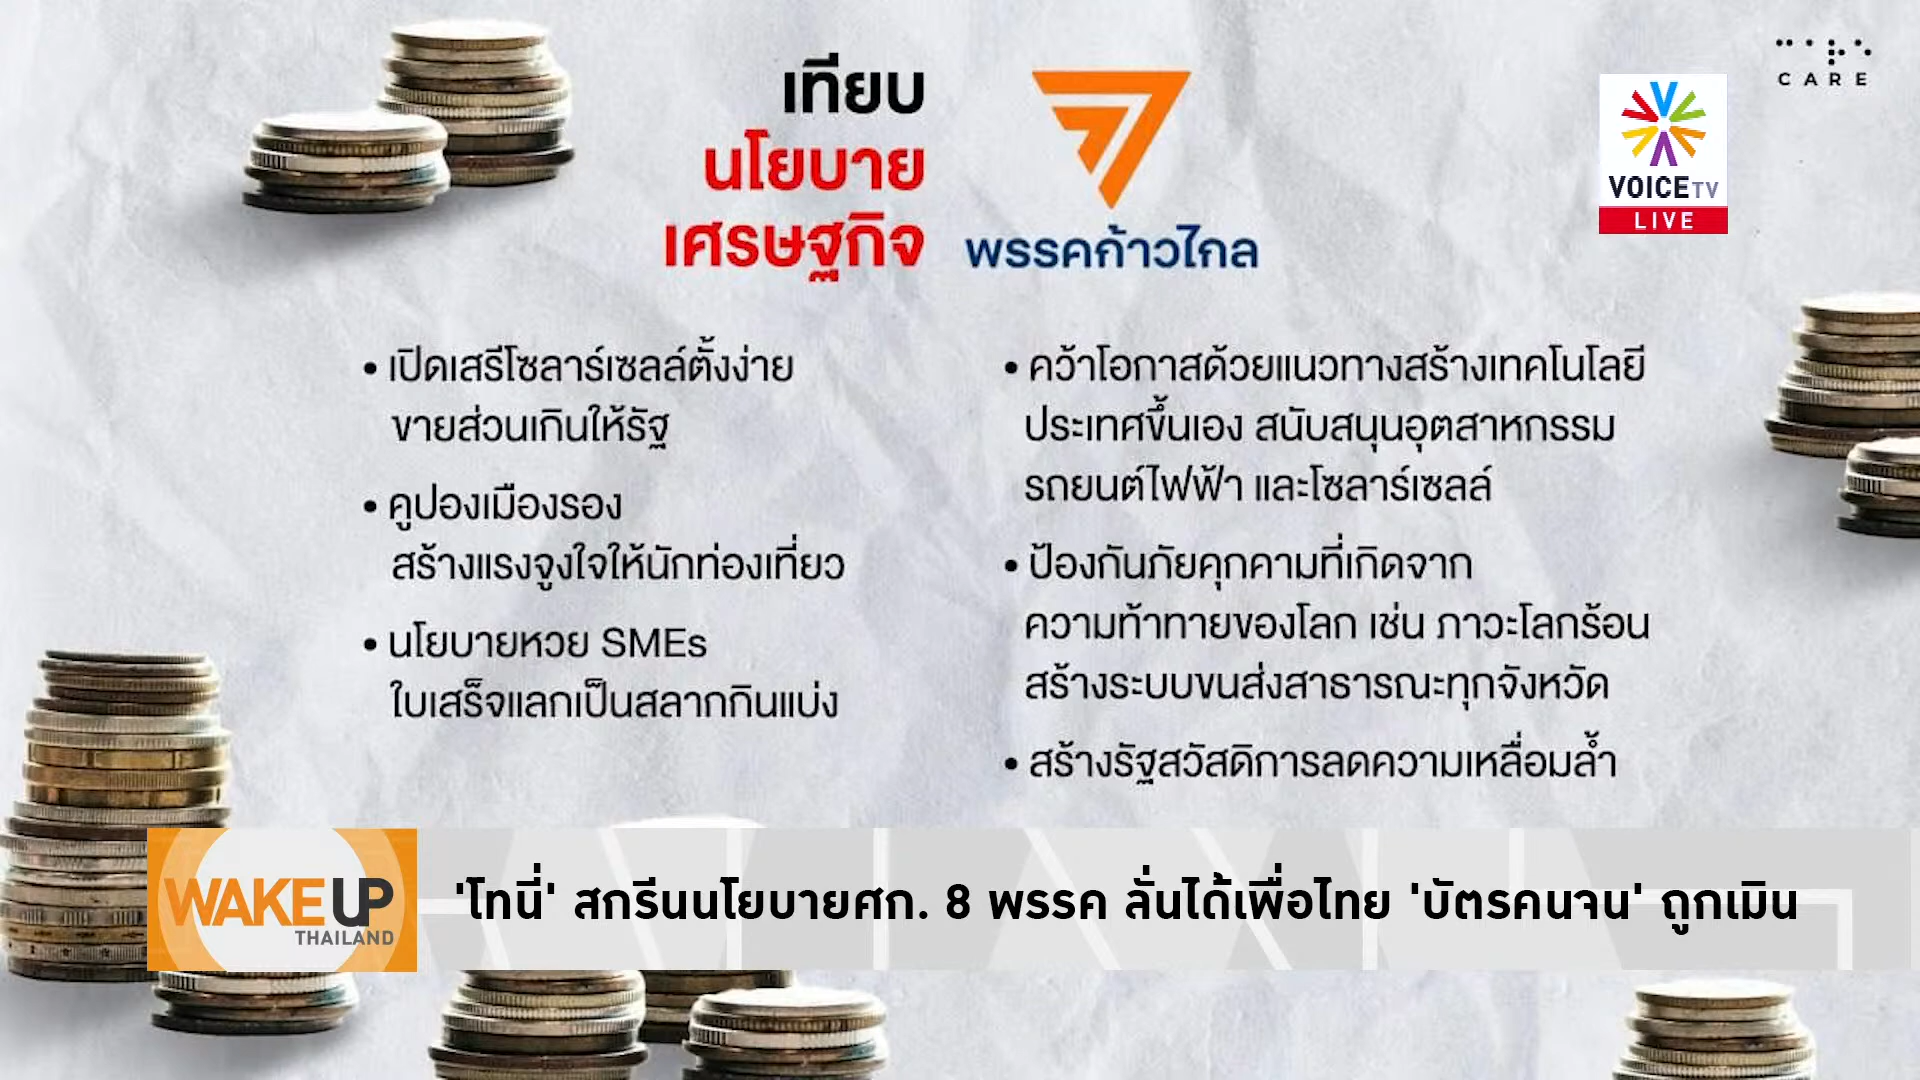 เทียบ
นโยบาย
เศรษฐกิจ
พรรคก้าวไกล
CARE
VOICE TV
LIVE
• เปิดเสรีโซลาร์เซลล์ตั้งง่าย
ขายส่วนเกินให้รัฐ
• คูปองเมืองรอง
สร้างแรงจูงใจให้นักท่องเที่ยว
• นโยบายหวย SMEs
ใบเสร็จแลกเป็นสลากกินแบ่ง
• คว้าโอกาสด้วยแนวทางสร้างเทคโนโลยี
ประเทศขึ้นเอง สนับสนุนอุตสาหกรรม
รถยนต์ไฟฟ้า และโซลาร์เซลล์
• ป้องกันภัยคุกคามที่เกิดจาก
ความท้าทายของโลก เช่น ภาวะโลกร้อน
สร้างระบบขนส่งสาธารณะทุกจังหวัด
• สร้างรัฐสวัสดิการลดความเหลื่อมล้ำ
WAKE UP
THAILAND
'โทนี่' สกรีนนโยบายศก. 8 พรรค ลั่นได้เพื่อไทย 'บัตรคนจน' ถูกเมิน